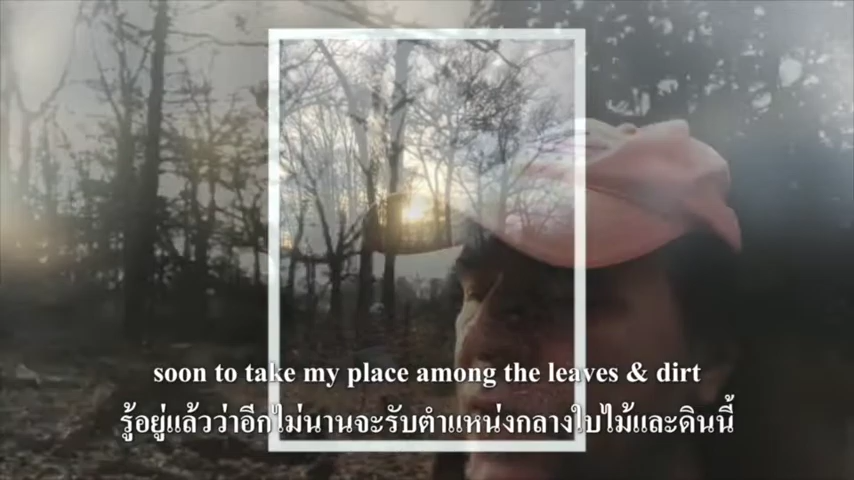 soon to take my place among the leaves & dirt
รู้อยู่แล้วว่าอีกไม่นานจะรับตำแหน่งกลางใบไม้และดินนี้